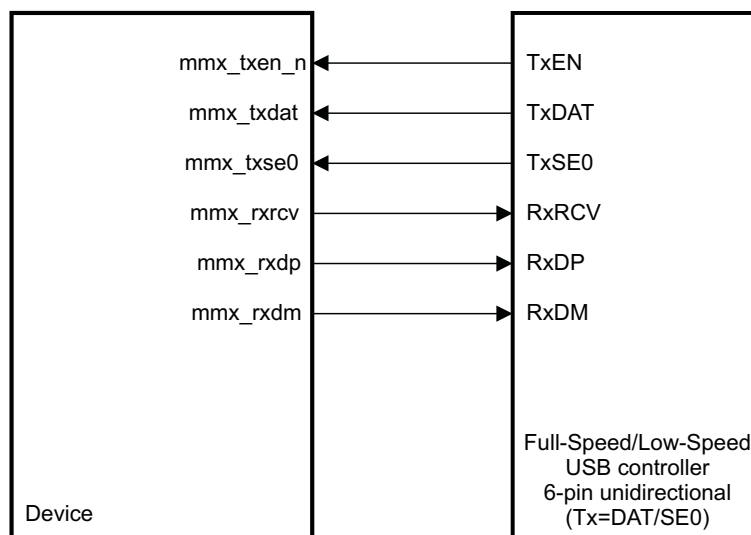 mmx_txen_n TxEN
mmx_txdat TxDAT
mmx_txse0 TxSE0
mmx_rxrcv RxRCV
mmx_rxdp RxDP
mmx_rxdm RxDM
Full-Speed/Low-Speed
USB controller
6-pin unidirectional
(Tx=DAT/SE0)
Device